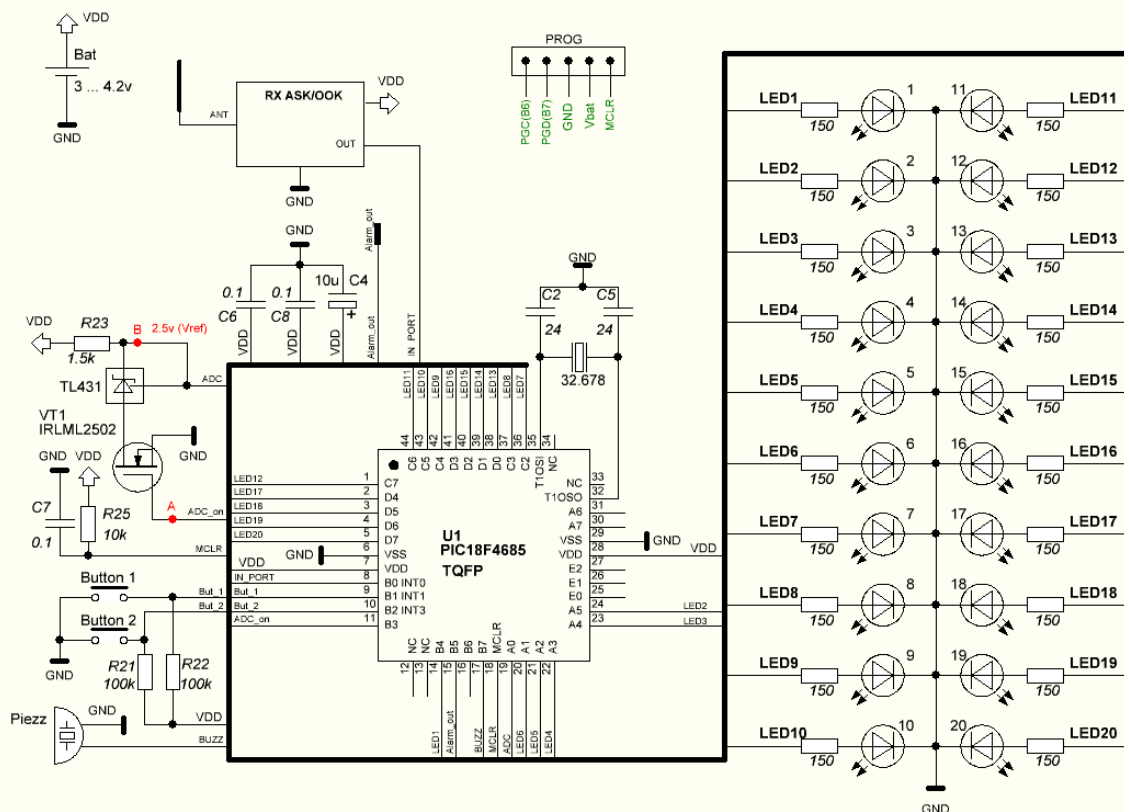 VDD
Bat
3 ... 4.2v
GND
RX ASK/OOK
VDD
ANT
OUT
GND
PROG
PGC(B6)
PGD(B7)
GND
Vbat
MCLR
Alarm_out
GND
0.1
C6
0.1
C8
10u
C4
+
VDD
VDD
VDD
Alarm_out
IN_PORT
GND
C2
C5
24
24
32.678
VDD
R23
1.5k
B
2.5v (Vref)
TL431
ADC
VT1
IRLML2502
GND
GND
VDD
C7
0.1
R25
10k
A
ADC_on
MCLR
Button 1
But_1
Button 2
But_2
GND
R21
100k
R22
100k
VDD
Piezz
GND
BUZZ
LED11
LED10
LED9
LED16
LED15
LED14
LED13
LED8
LED7
44
43
42
41
40
39
38
37
36
35
34
C6
C5
C4
D3
D2
D1
D0
C3
C2
T1OSI
NC
LED12
1
C7
LED17
2
D4
LED18
3
D5
LED19
4
D6
LED20
5
D7
GND
6
VSS
VDD
7
VDD
IN_PORT
8
B0 INT0
But_1
9
B1 INT1
But_2
10
B2 INT3
ADC_on
11
B3
U1
PIC18F4685
TQFP
NC
33
T1OSO
32
A6
31
A7
30
VSS
29
GND
VDD
28
VDD
E2
27
E1
26
E0
25
A5
24
LED2
A4
23
LED3
NC
NC
B4
B5
B6
B7
MCLR
A0
A1
A2
A3
12
13
14
15
16
17
18
19
20
21
22
LED1
Alarm_out
BUZZ
MCLR
ADC
LED6
LED5
LED4
LED1
150
1
11
150
LED11
LED2
150
2
12
150
LED12
LED3
150
3
13
150
LED13
LED4
150
4
14
150
LED14
LED5
150
5
15
150
LED15
LED6
150
6
16
150
LED16
LED7
150
7
17
150
LED17
LED8
150
8
18
150
LED18
LED9
150
9
19
150
LED19
LED10
150
10
20
150
LED20
GND